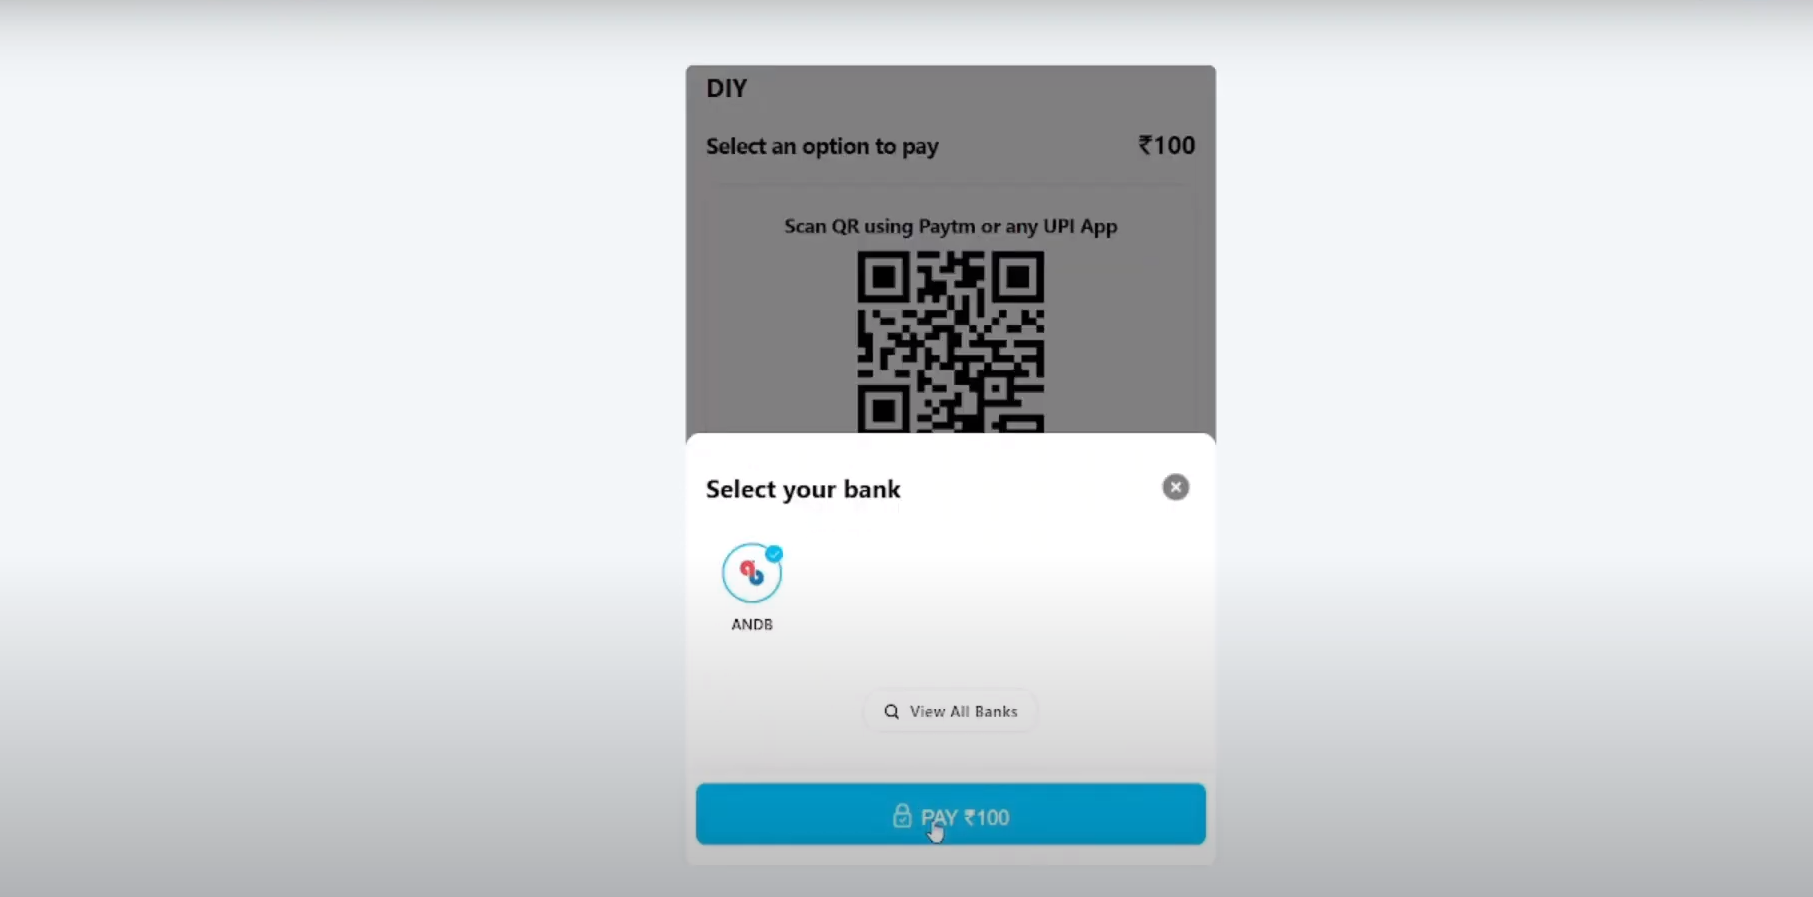 DIY
Select an option to pay ₹100
Scan QR using Paytm or any UPI App
Select your bank
ANDB
View All Banks
PAY ₹100